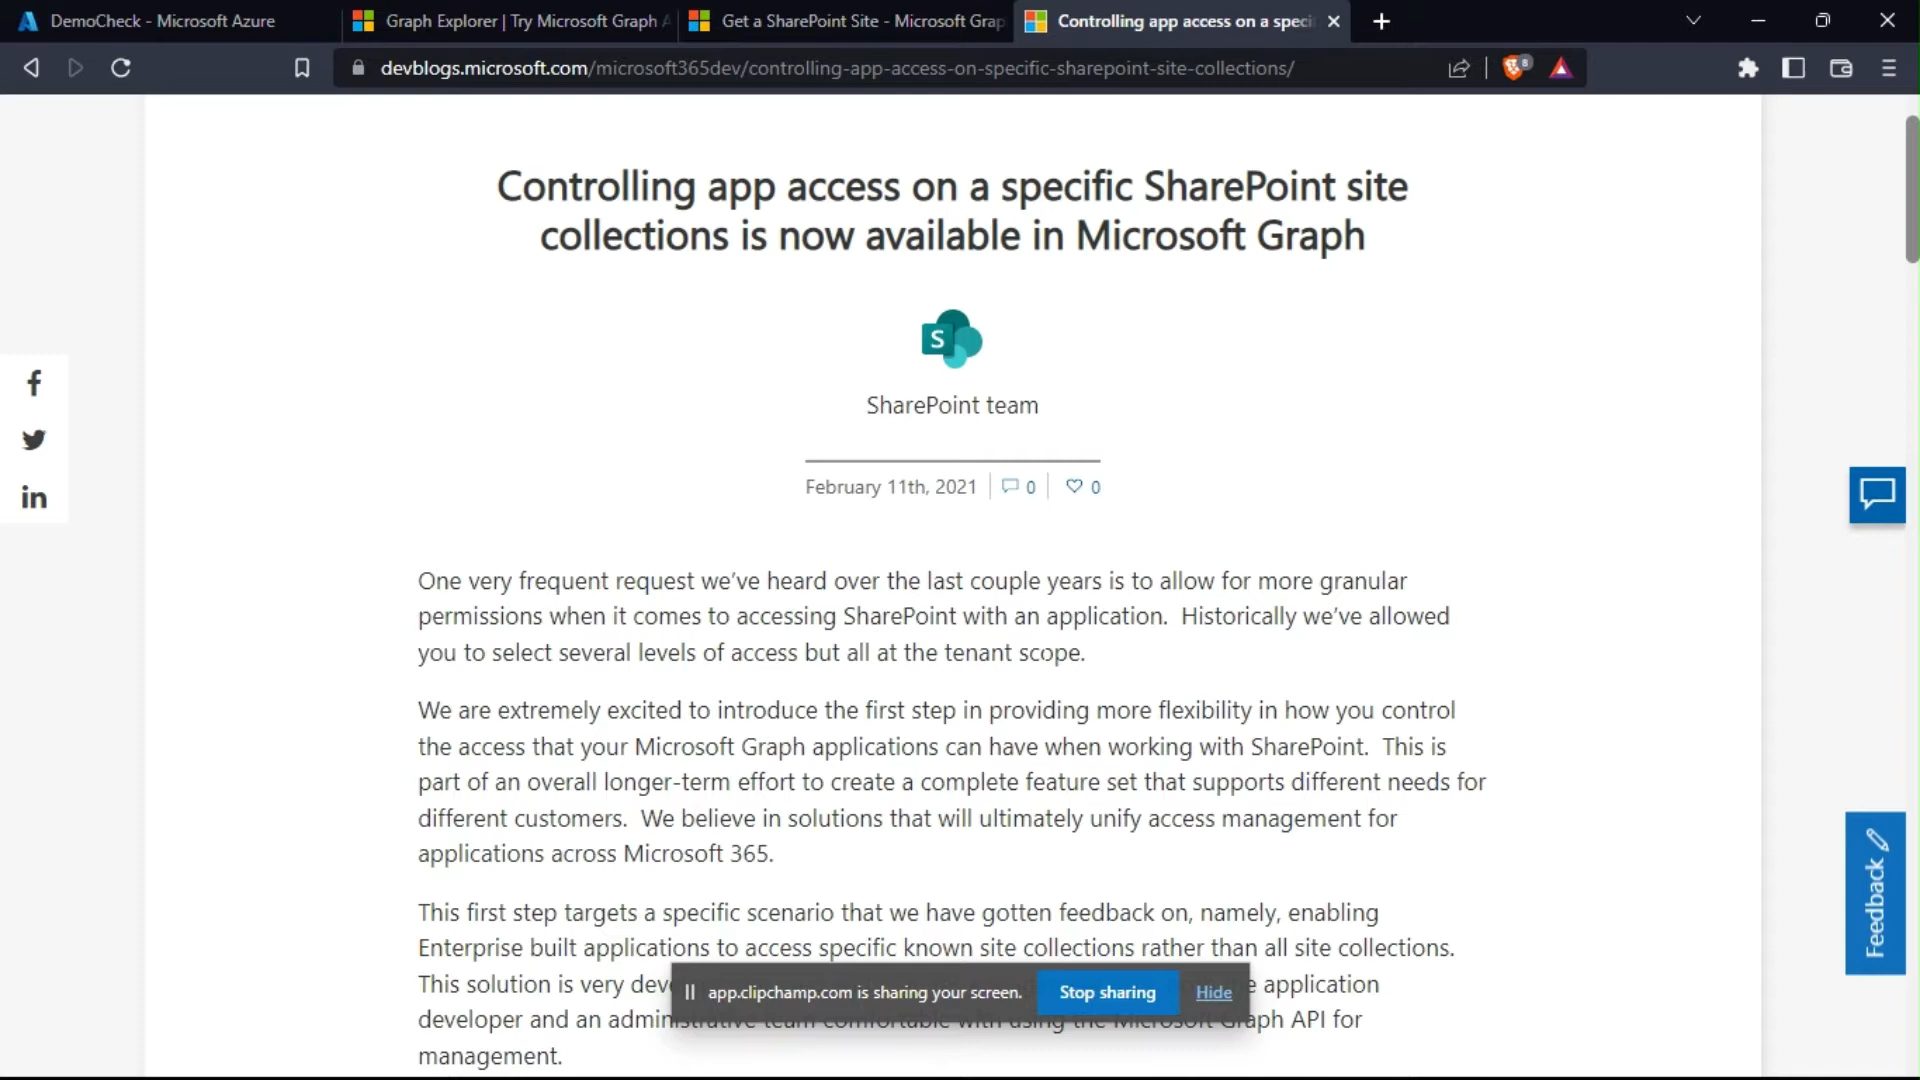 DemoCheck - Microsoft Azure
Graph Explorer | Try Microsoft Graph
Get a SharePoint Site - Microsoft Grap
Controlling app access on a speci
devblogs.microsoft.com/microsoft365dev/controlling-app-access-on-specific-sharepoint-site-collections/
8
Controlling app access on a specific SharePoint site
collections is now available in Microsoft Graph
S
SharePoint team
February 11th, 2021 0 0
f
in
One very frequent request we've heard over the last couple years is to allow for more granular
permissions when it comes to accessing SharePoint with an application. Historically we've allowed
you to select several levels of access but all at the tenant scope.
We are extremely excited to introduce the first step in providing more flexibility in how you control
the access that your Microsoft Graph applications can have when working with SharePoint. This is
part of an overall longer-term effort to create a complete feature set that supports different needs for
different customers. We believe in solutions that will ultimately unify access management for
applications across Microsoft 365.
This first step targets a specific scenario that we have gotten feedback on, namely, enabling
Enterprise built applications to access specific known site collections rather than all site collections.
This solution is very application
developer and an administrative team comfortable with using the Microsoft Graph API for
management.
app.clipchamp.com is sharing your screen. Stop sharing Hide
Feedback